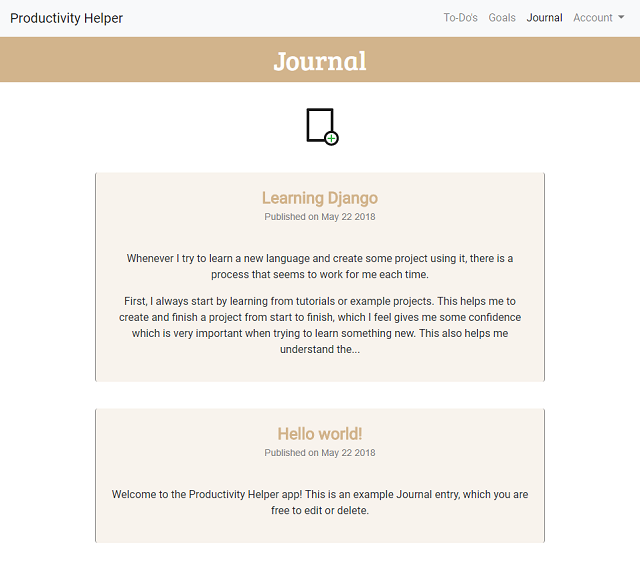 Productivity Helper To-Do's Goals Journal Account
Journal
Learning Django
Published on May 22 2018
Whenever I try to learn a new language and create some project using it, there is a
process that seems to work for me each time.
First, I always start by learning from tutorials or example projects. This helps me to
create and finish a project from start to finish, which I feel gives me some confidence
which is very important when trying to learn something new. This also helps me
understand the...
Hello world!
Published on May 22 2018
Welcome to the Productivity Helper app! This is an example Journal entry, which you are
free to edit or delete.